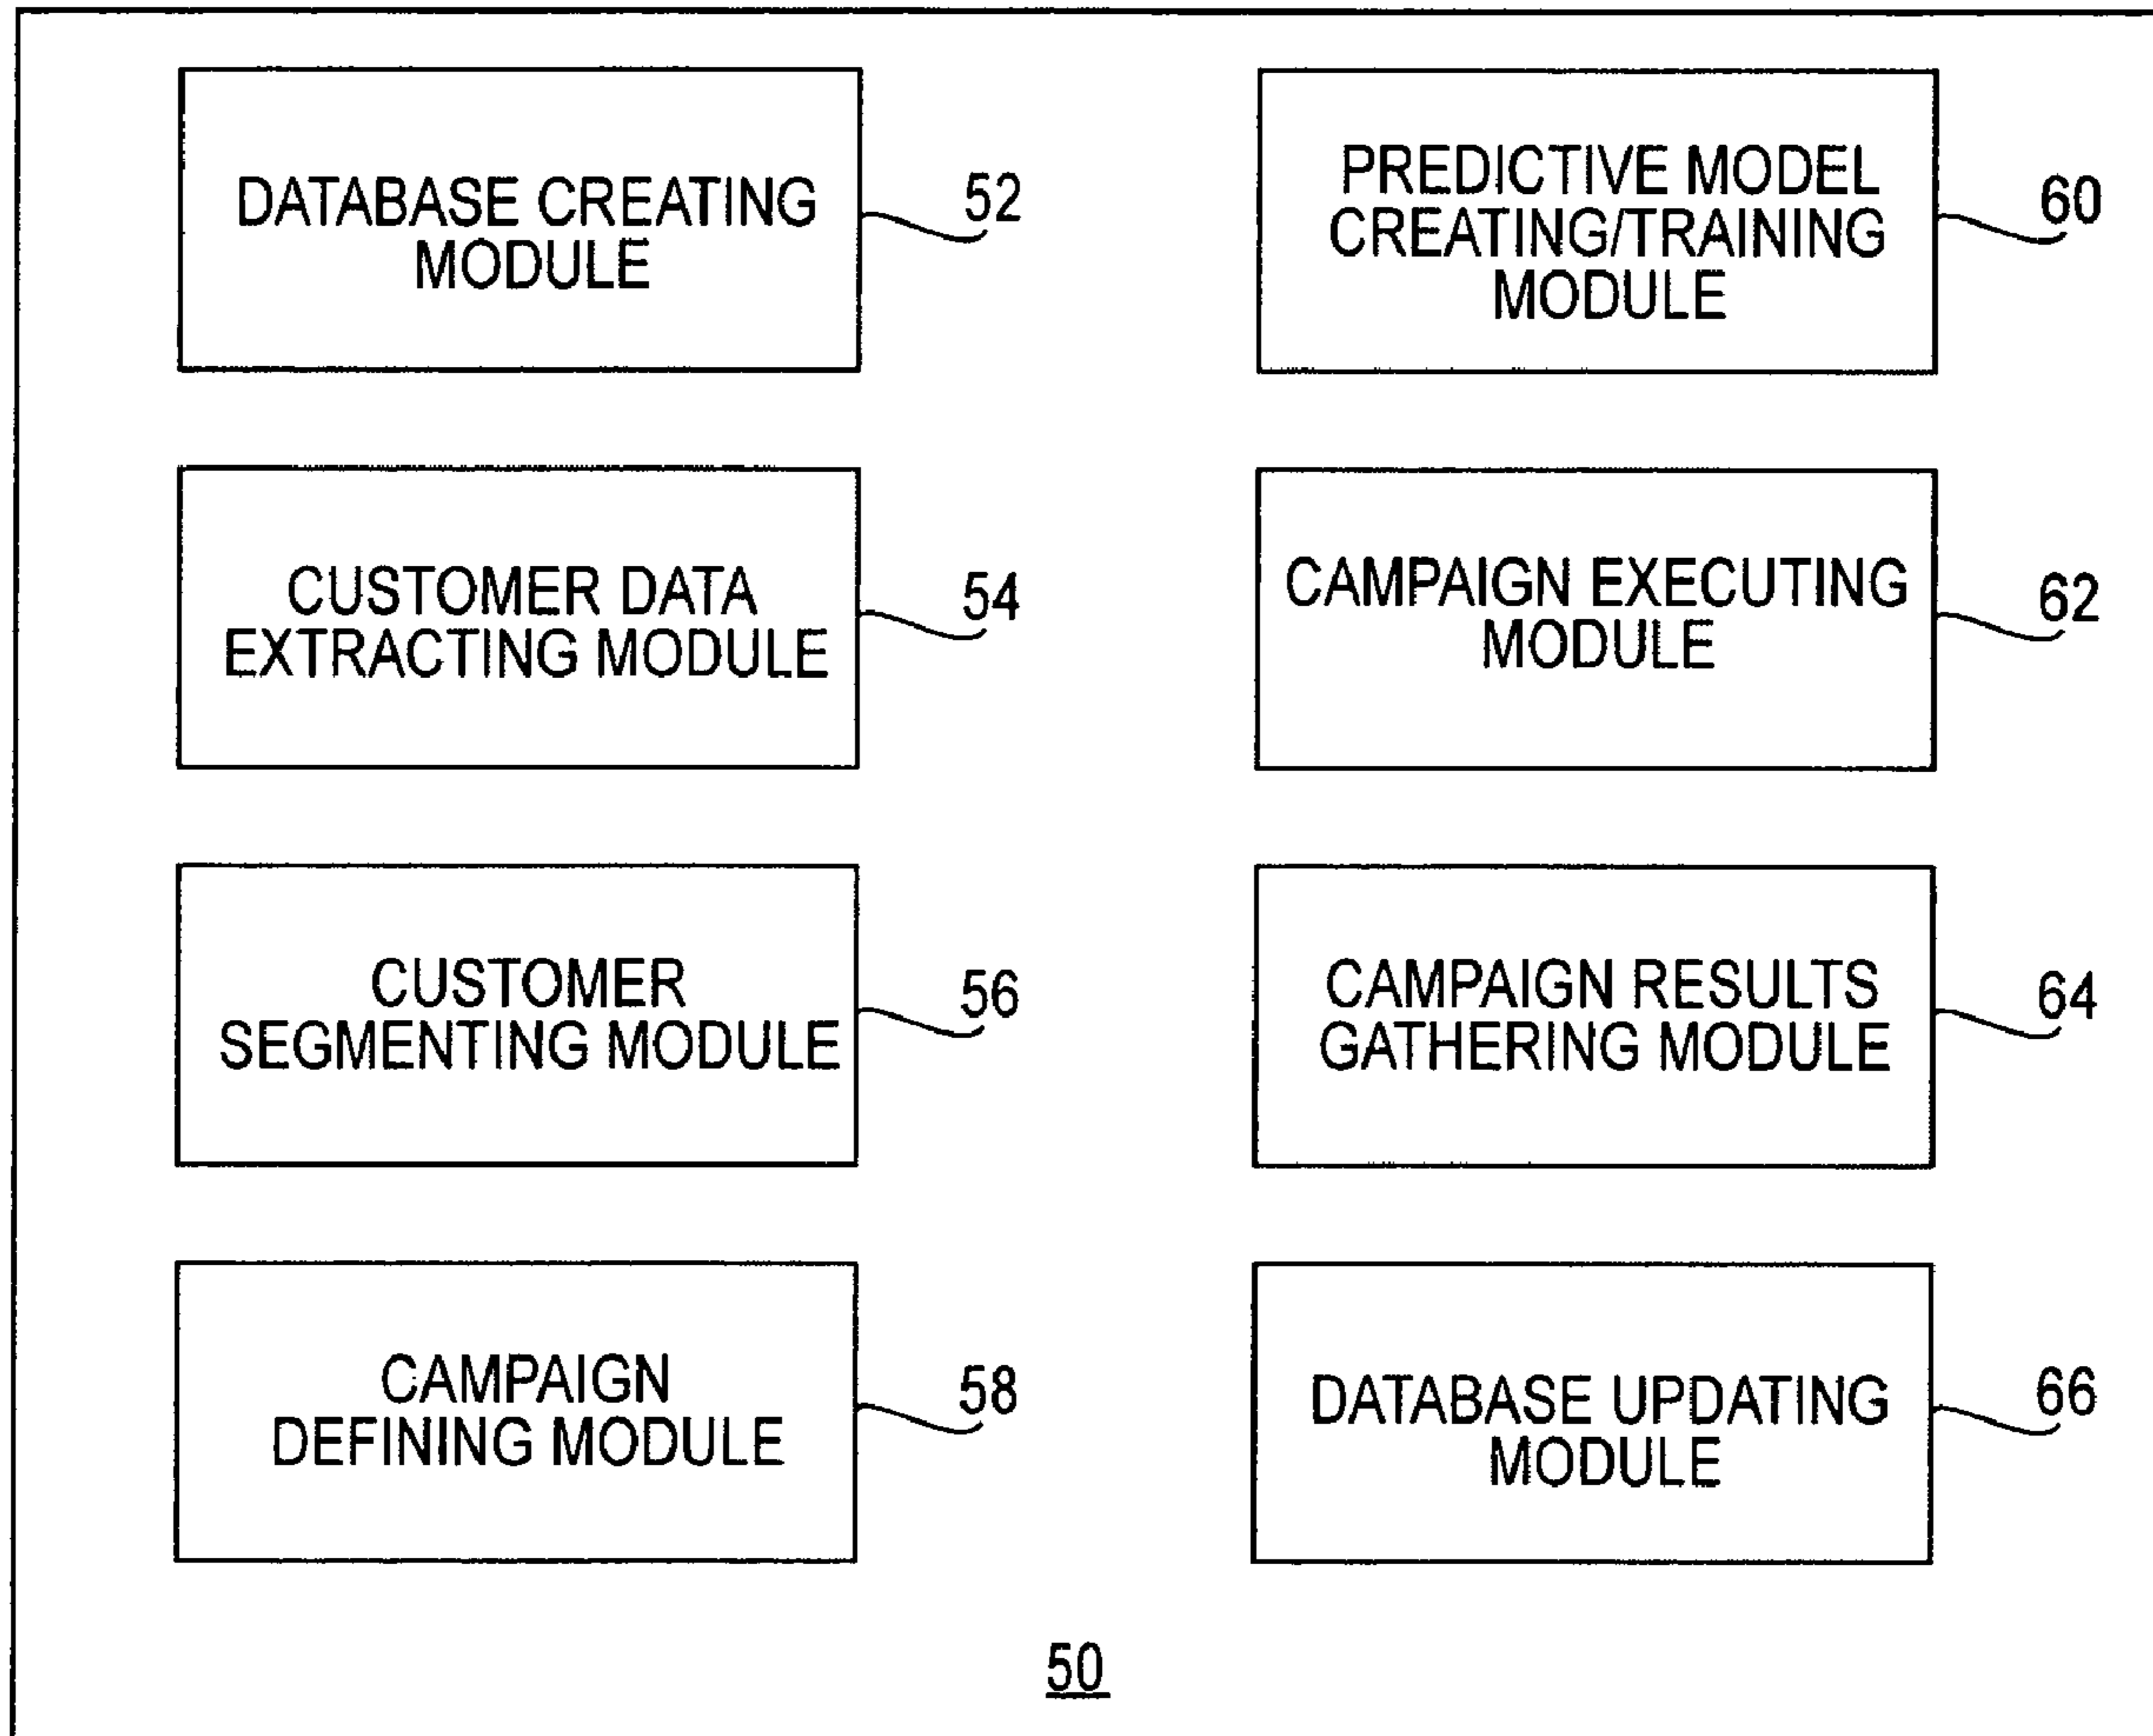 DATABASE CREATING
MODULE
52
CUSTOMER DATA
EXTRACTING MODULE
54
CUSTOMER
SEGMENTING MODULE
56
CAMPAIGN
DEFINING MODULE
58
PREDICTIVE MODEL
CREATING/TRAINING
MODULE
60
CAMPAIGN EXECUTING
MODULE
62
CAMPAIGN RESULTS
GATHERING MODULE
64
DATABASE UPDATING
MODULE
66
50